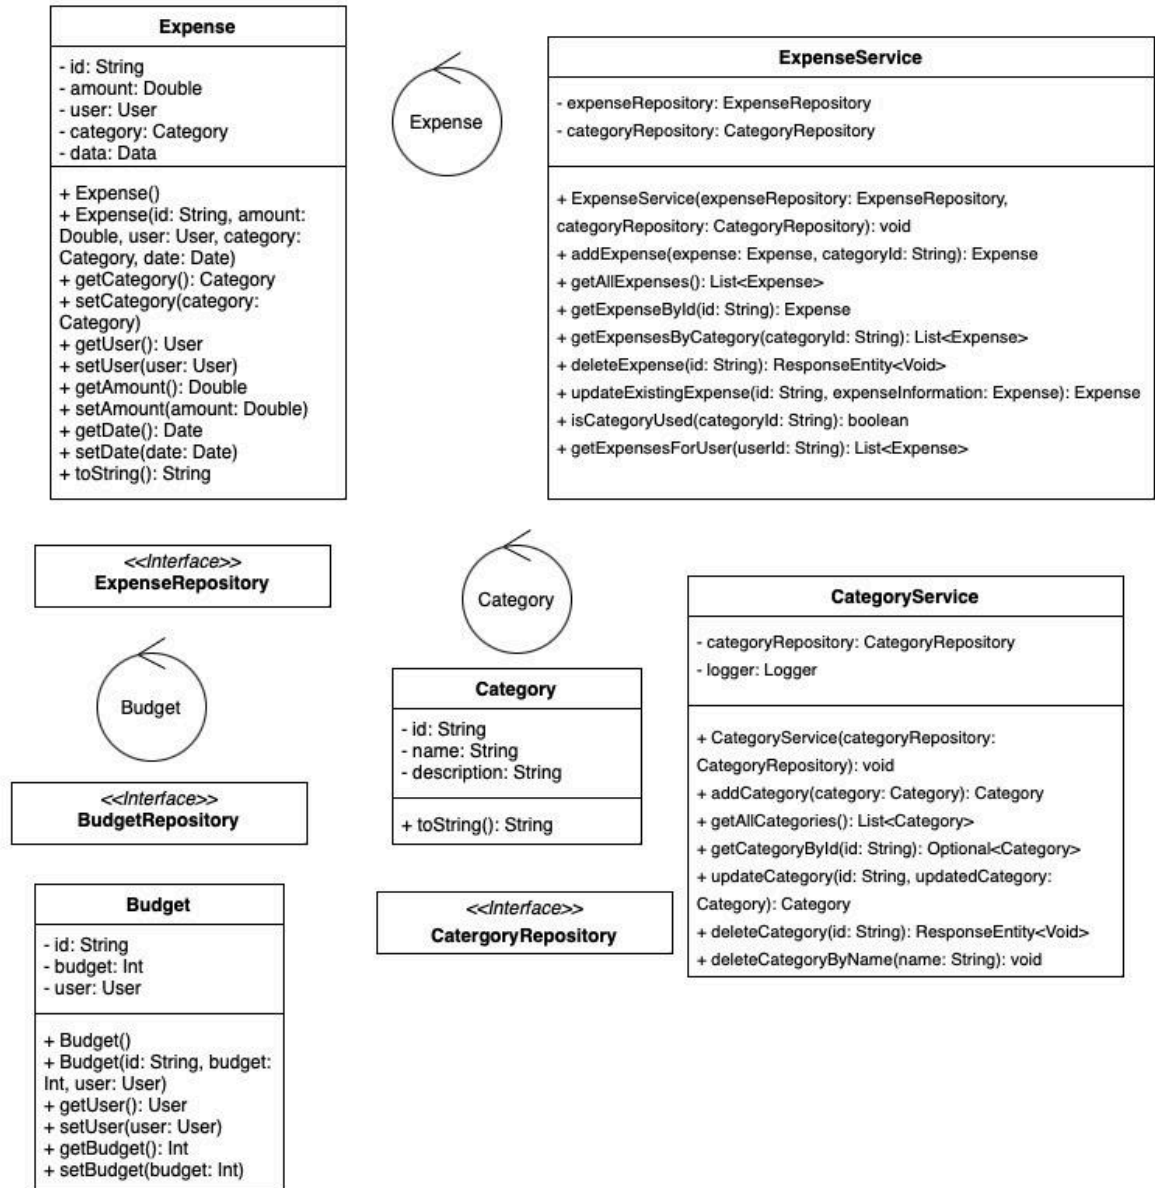 Expense
- id: String
- amount: Double
- user: User
- category: Category
- data: Data
+ Expense()
+ Expense(id: String, amount:
Double, user: User, category:
Category, date: Date)
+ getCategory(): Category
+ setCategory(category:
Category)
+ getUser(): User
+ setUser(user: User)
+ getAmount(): Double
+ setAmount(amount: Double)
+ getDate(): Date
+ setDate(date: Date)
+ toString(): String
Expense
ExpenseService
- expenseRepository: ExpenseRepository
- categoryRepository: CategoryRepository
+ ExpenseService(expenseRepository: ExpenseRepository,
categoryRepository: CategoryRepository): void
+ addExpense(expense: Expense, categoryId: String): Expense
+ getAllExpenses(): List<Expense>
+ getExpenseById(id: String): Expense
+ getExpensesByCategory(categoryId: String): List<Expense>
+ deleteExpense(id: String): ResponseEntity<Void>
+ updateExistingExpense(id: String, expenseInformation: Expense): Expense
+ isCategoryUsed(categoryId: String): boolean
+ getExpensesForUser(userId: String): List<Expense>
<<Interface>>
ExpenseRepository
Budget
<<Interface>>
BudgetRepository
Budget
- id: String
- budget: Int
- user: User
+ Budget()
+ Budget(id: String, budget:
Int, user: User)
+ getUser(): User
+ setUser(user: User)
+ getBudget(): Int
+ setBudget(budget: Int)
Category
Category
- id: String
- name: String
- description: String
+ toString(): String
<<Interface>>
CatergoryRepository
CategoryService
- categoryRepository: CategoryRepository
- logger: Logger
+ CategoryService(categoryRepository:
CategoryRepository): void
+ addCategory(category: Category): Category
+ getAllCategories(): List<Category>
+ getCategoryById(id: String): Optional<Category>
+ updateCategory(id: String, updatedCategory:
Category): Category
+ deleteCategory(id: String): ResponseEntity<Void>
+ deleteCategoryByName(name: String): void